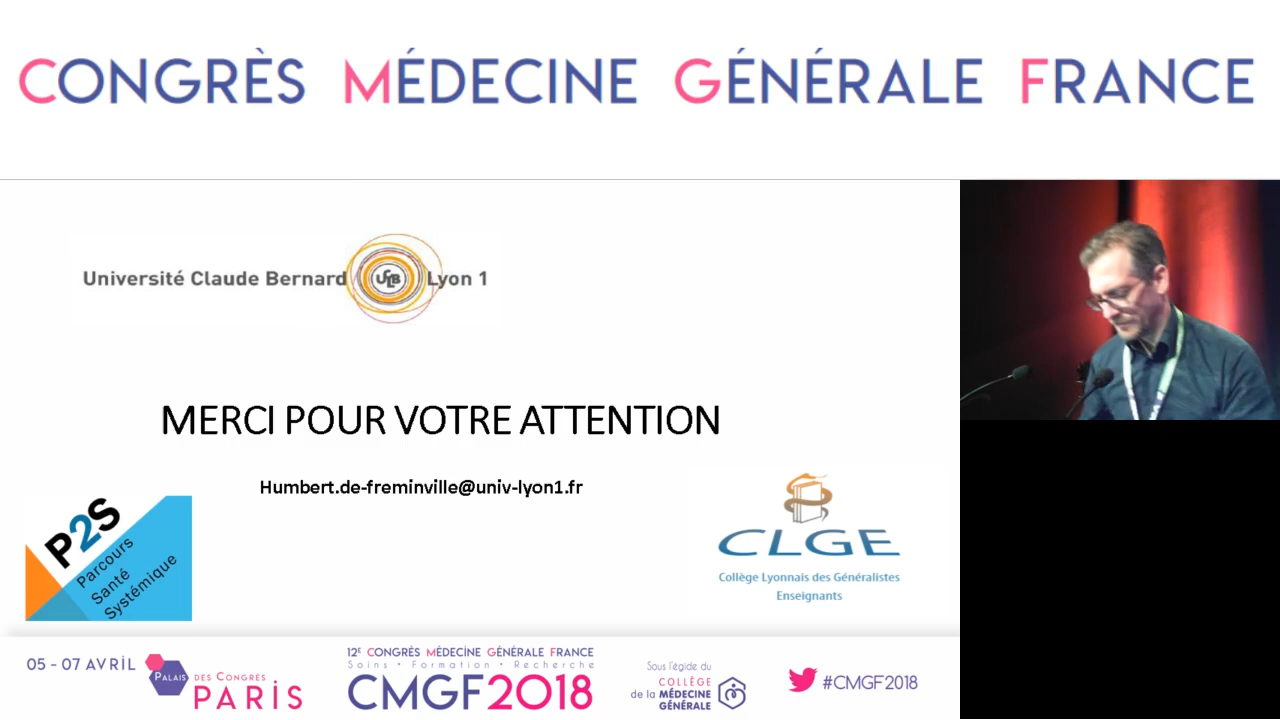 CONGRÈS MÉDECINE GÉNÉRALE FRANCE
Université Claude Bernard UCBL Lyon 1
MERCI POUR VOTRE ATTENTION
Humbert.de-freminville@univ-lyon1.fr
P2S
Parcours
Santé
Systémique
CLGE
Collège Lyonnais des Généralistes
Enseignants
05 - 07 AVRIL
PALAIS DES CONGRÈS
PARIS
12E CONGRÈS MÉDECINE GÉNÉRALE FRANCE
Soins • Formation • Recherche
CMGF2018
Sous l'égide du
COLLÈGE
de la MÉDECINE
GÉNÉRALE
#CMGF2018